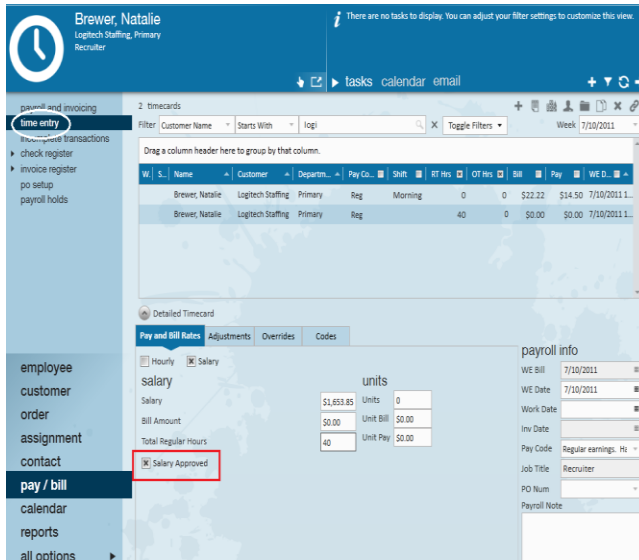 Brewer, Natalie
Logitech Staffing, Primary
Recruiter
There are no tasks to display. You can adjust your filter settings to customize this view.
tasks calendar email
payroll and invoicing
time entry
incomplete transactions
check register
invoice register
po setup
payroll holds
2 timecards
Filter Customer Name Starts With logi Toggle Filters Week 7/10/2011
Drag a column header here to group by that column.
W. S... Name Customer Departm... Pay Co... Shift RT Hrs OT Hrs Bill Pay WE D...
Brewer, Natalie Logitech Staffing Primary Reg Morning 0 0 $22.22 $14.50 7/10/2011 1...
Brewer, Natalie Logitech Staffing Primary Reg 40 0 $0.00 $0.00 7/10/2011 1...
Detailed Timecard
Pay and Bill Rates Adjustments Overrides Codes
Hourly Salary
salary units
Salary $1,653.85 Units 0
Bill Amount $0.00 Unit Bill $0.00
Total Regular Hours 40 Unit Pay $0.00
Salary Approved
payroll info
WE Bill 7/10/2011
WE Date 7/10/2011
Work Date
Inv Date
Pay Code Regular earnings. Ha
Job Title Recruiter
PO Num
Payroll Note
employee
customer
order
assignment
contact
pay / bill
calendar
reports
all options